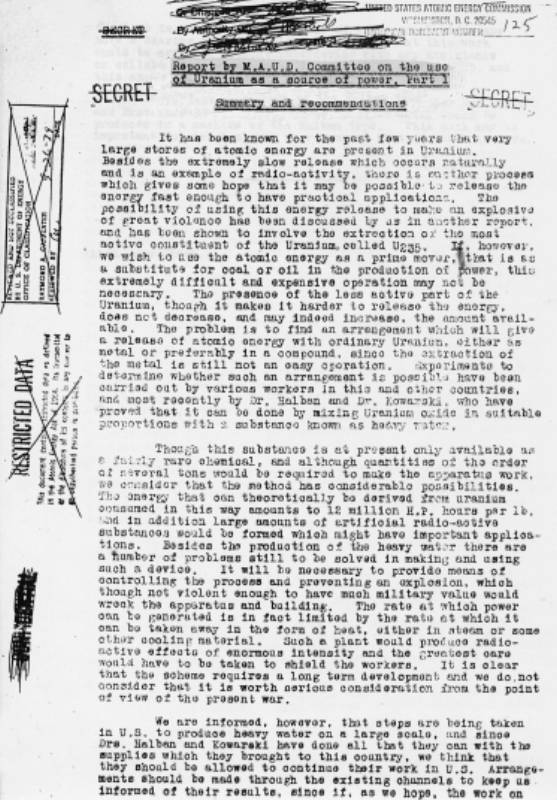 UNITED STATES ATOMIC ENERGY COMMISSION
WASHINGTON, D. C. 20545
125
SECRET
Report by M.A.U.D. Committee on the use
of Uranium as a source of power. Part 1
SECRET
SECRET
Summary and recommendations
It has been known for the past few years that very
large stores of atomic energy are present in Uranium.
Besides the extremely slow release which occurs naturally
and is an example of radio-activity, there is another process
which gives some hope that it may be possible to release the
energy fast enough to have practical applications. The
possibility of using this energy release to make an explosive
of great violence has been discussed by us in another report,
and has been shown to involve the extraction of the most
active constituent of the Uranium called U235. If, however,
we wish to use the atomic energy as a prime mover, that is as
a substitute for coal or oil in the production of power, this
extremely difficult and expensive operation may not be
necessary. The presence of the less active part of the
Uranium, though it makes it harder to release the energy,
does not decrease, and may indeed increase, the amount avail-
able. The problem is to find an arrangement which will give
a release of atomic energy with ordinary Uranium, either as
metal or preferably in a compound, since the extraction of
the metal is still not an easy operation. Experiments to
determine whether such an arrangement is possible have been
carried out by various workers in this and other countries,
and most recently by Dr. Halban and Dr. Kowarski, who have
proved that it can be done by mixing Uranium oxide in suitable
proportions with a substance known as heavy water.
Though this substance is at present only available as
a fairly rare chemical, and although quantities of the order
of several tons would be required to make the apparatus work,
we consider that the method has considerable possibilities.
The energy that can theoretically be derived from uranium
consumed in this way amounts to 12 million H.P. hours per lb.
and in addition large amounts of artificial radio-active
substances would be formed which might have important applica-
tions. Besides the production of the heavy water there are
a number of problems still to be solved in making and using
such a device. It will be necessary to provide means of
controlling the process and preventing an explosion, which
though not violent enough to have much military value would
wreck the apparatus and building. The rate at which power
can be generated is in fact limited by the rate at which it
can be taken away in the form of heat, either in steam or some
other cooling material. Such a plant would produce radio-
active effects of enormous intensity and the greatest care
would have to be taken to shield the workers. It is clear
that the scheme requires a long term development and we do not
consider that it is worth serious consideration from the point
of view of the present war.
We are informed, however, that steps are being taken
in U.S. to produce heavy water on a large scale, and since
Drs. Halban and Kowarski have done all that they can with the
supplies which they brought to this country, we think that
they should be allowed to continue their work in U.S. Arrange-
ments should be made through the existing channels to keep us
informed of their results, since if, as we hope, the work on
RESTRICTED DATA